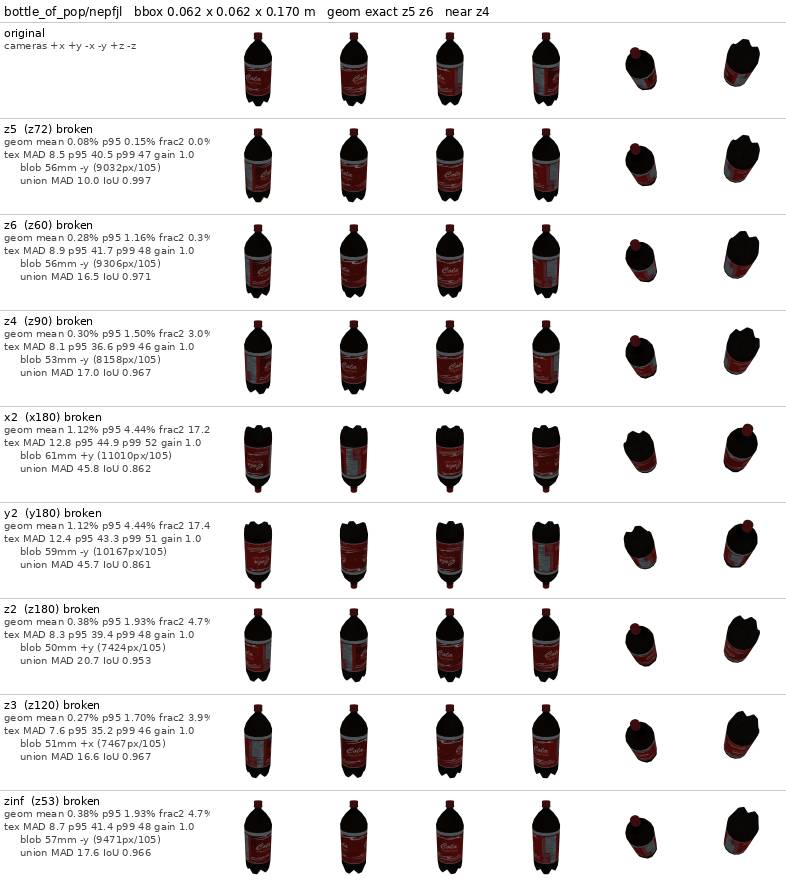 bottle_of_pop/nepfjl   bbox 0.062 x 0.062 x 0.170 m   geom exact z5 z6   near z4
original
cameras +x +y -x -y +z -z
z5  (z72) broken
geom mean 0.08% p95 0.15% frac2 0.0%
tex MAD 8.5 p95 40.5 p99 47 gain 1.0
blob 56mm -y (9032px/105)
union MAD 10.0 IoU 0.997
z6  (z60) broken
geom mean 0.28% p95 1.16% frac2 0.3%
tex MAD 8.9 p95 41.7 p99 48 gain 1.0
blob 56mm -y (9306px/105)
union MAD 16.5 IoU 0.971
z4  (z90) broken
geom mean 0.30% p95 1.50% frac2 3.0%
tex MAD 8.1 p95 36.6 p99 46 gain 1.0
blob 53mm -y (8158px/105)
union MAD 17.0 IoU 0.967
x2  (x180) broken
geom mean 1.12% p95 4.44% frac2 17.2
tex MAD 12.8 p95 44.9 p99 52 gain 1.0
blob 61mm +y (11010px/105)
union MAD 45.8 IoU 0.862
y2  (y180) broken
geom mean 1.12% p95 4.44% frac2 17.4
tex MAD 12.4 p95 43.3 p99 51 gain 1.0
blob 59mm -y (10167px/105)
union MAD 45.7 IoU 0.861
z2  (z180) broken
geom mean 0.38% p95 1.93% frac2 4.7%
tex MAD 8.3 p95 39.4 p99 48 gain 1.0
blob 50mm +y (7424px/105)
union MAD 20.7 IoU 0.953
z3  (z120) broken
geom mean 0.27% p95 1.70% frac2 3.9%
tex MAD 7.6 p95 35.2 p99 46 gain 1.0
blob 51mm +x (7467px/105)
union MAD 16.6 IoU 0.967
zinf  (z53) broken
geom mean 0.38% p95 1.93% frac2 4.7%
tex MAD 8.7 p95 41.4 p99 48 gain 1.0
blob 57mm -y (9471px/105)
union MAD 17.6 IoU 0.966